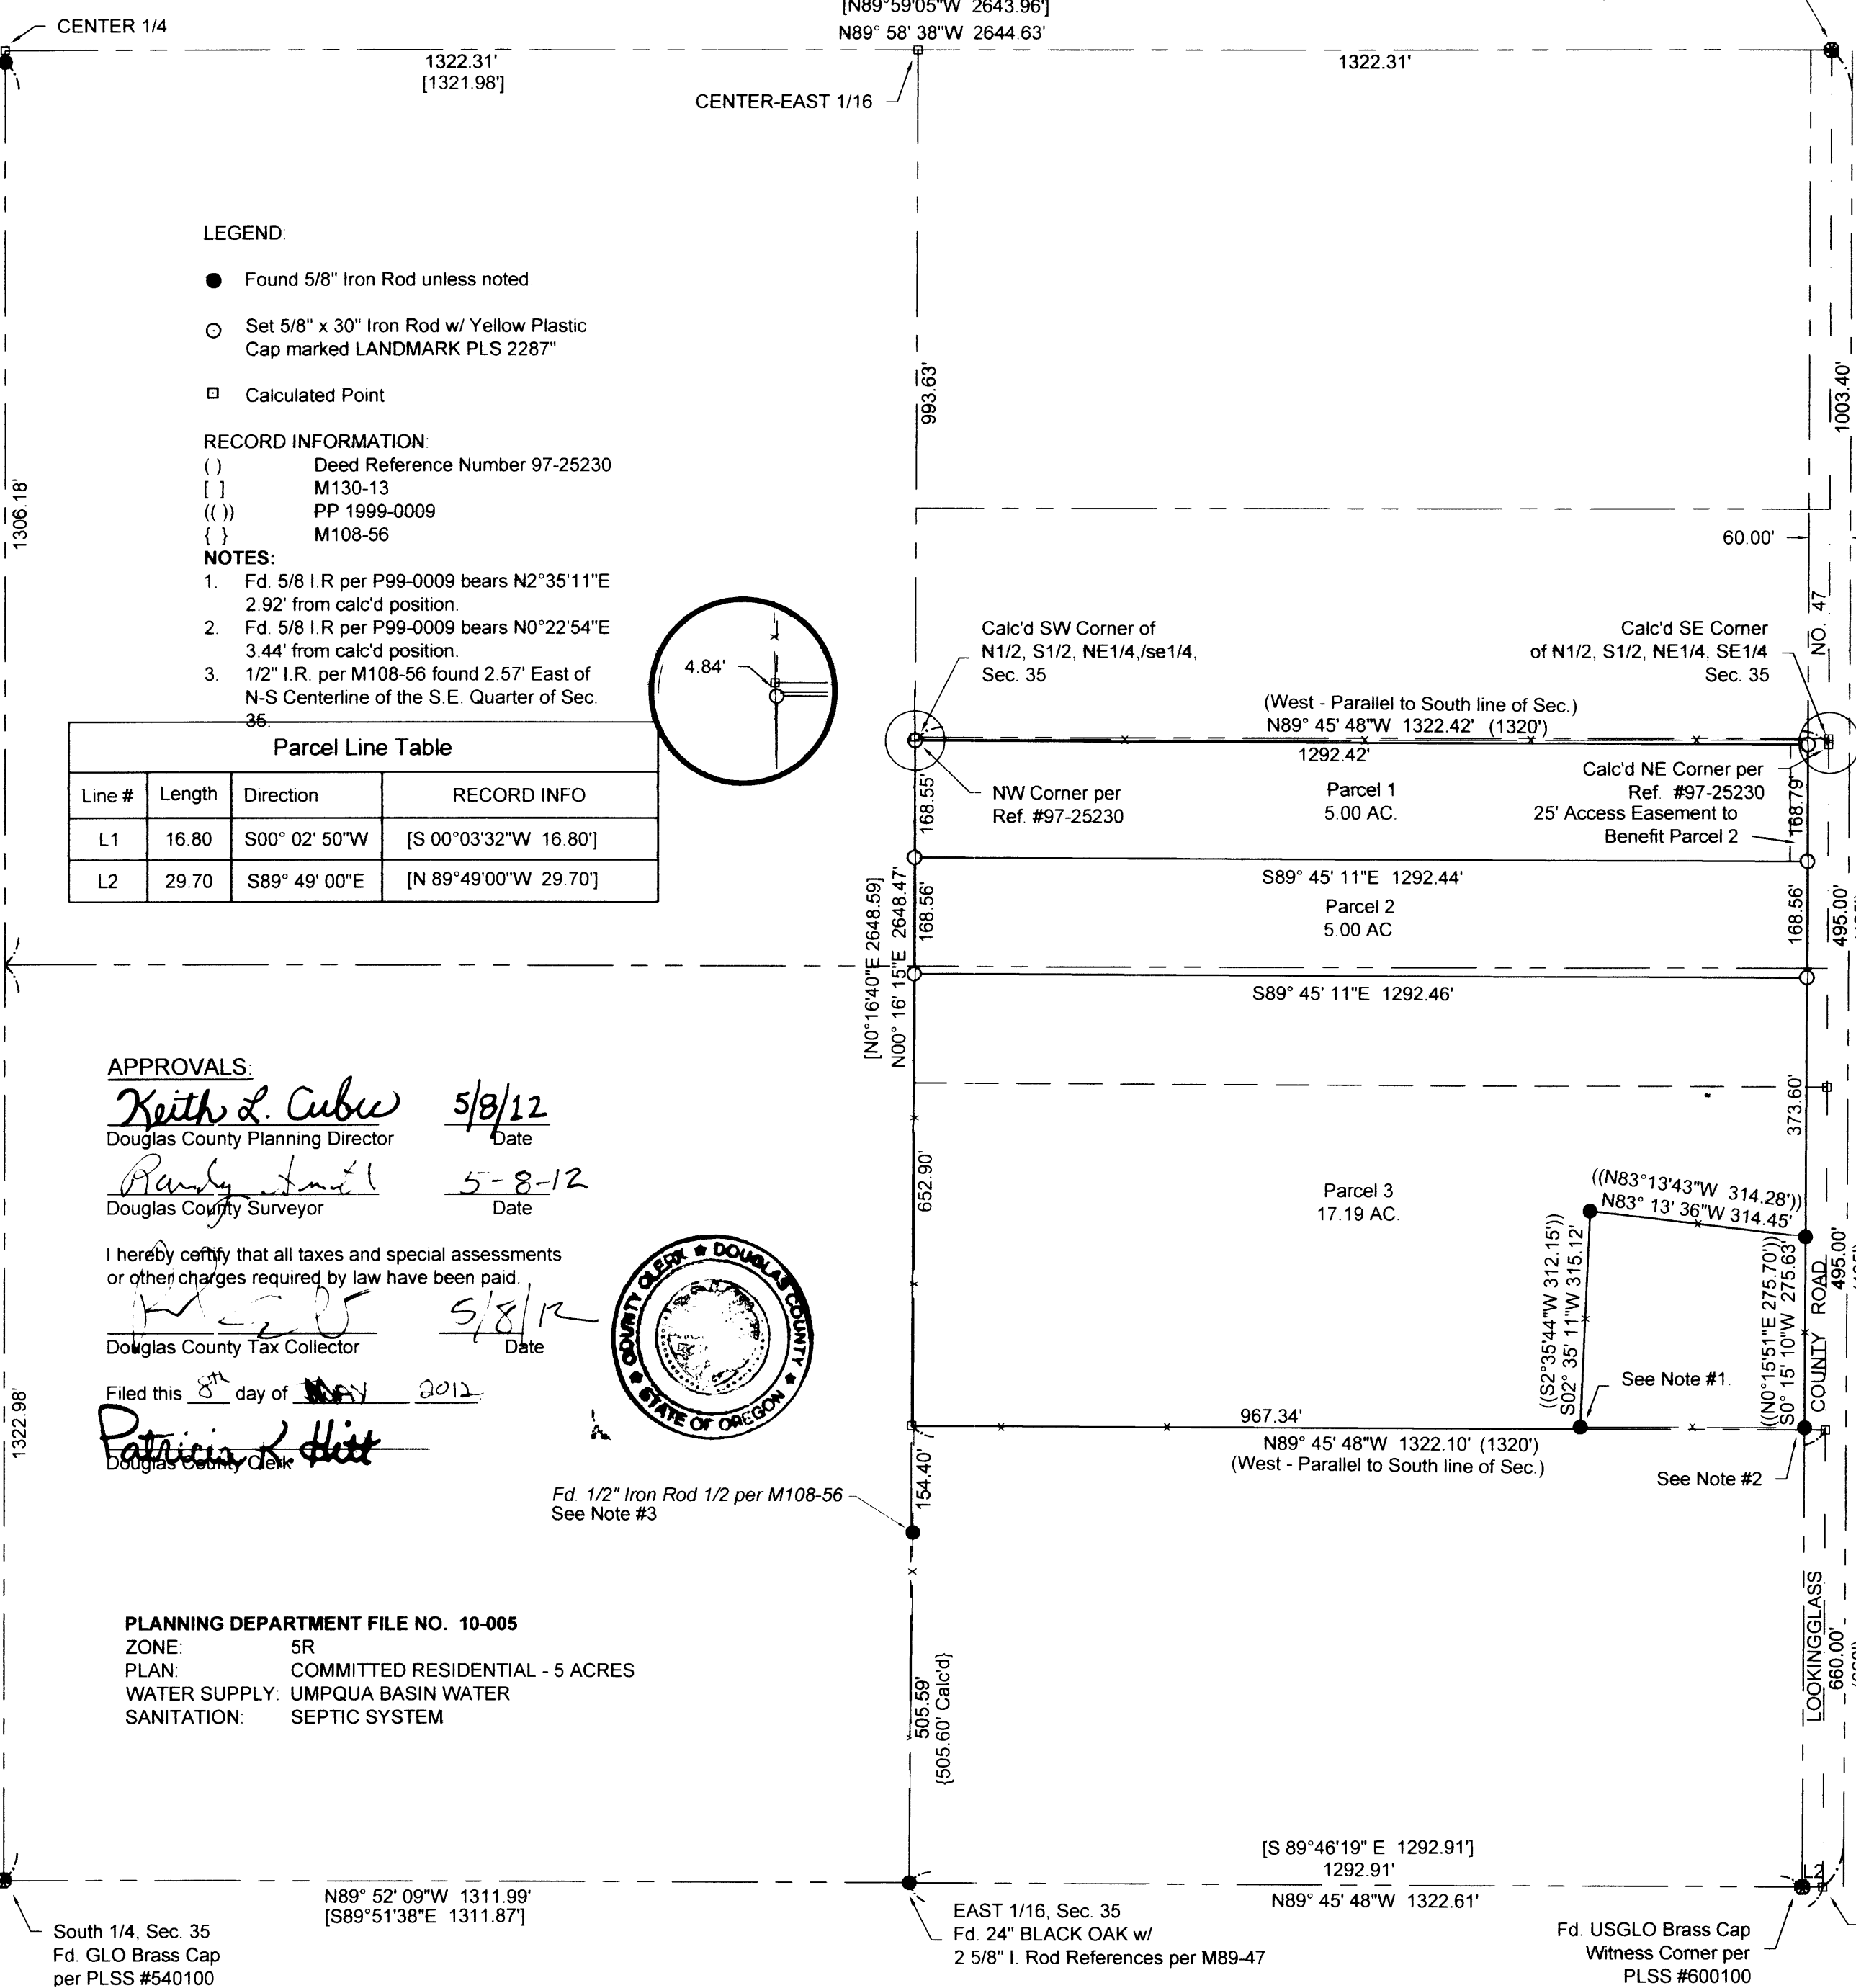 [N89°59'05"W 2643.96']
N89° 58' 38"W 2644.63'
CENTER 1/4
1322.31'
[1321.98']
1322.31'
CENTER-EAST 1/16
LEGEND:
Found 5/8" Iron Rod unless noted.
Set 5/8" x 30" Iron Rod w/ Yellow Plastic
Cap marked LANDMARK PLS 2287"
Calculated Point
RECORD INFORMATION:
( ) Deed Reference Number 97-25230
[ ] M130-13
(( )) PP 1999-0009
{ } M108-56
NOTES:
1. Fd. 5/8 I.R per P99-0009 bears N2°35'11"E
2.92' from calc'd position.
2. Fd. 5/8 I.R per P99-0009 bears N0°22'54"E
3.44' from calc'd position.
3. 1/2" I.R. per M108-56 found 2.57' East of
N-S Centerline of the S.E. Quarter of Sec.
35.
Parcel Line Table
Line # Length Direction RECORD INFO
L1 16.80 S00° 02' 50"W [S 00°03'32"W 16.80']
L2 29.70 S89° 49' 00"E [N 89°49'00"W 29.70']
4.84'
1306.18'
1322.98'
993.63'
1003.40'
60.00'
NO. 47
Calc'd SW Corner of
N1/2, S1/2, NE1/4,/se1/4,
Sec. 35
Calc'd SE Corner
of N1/2, S1/2, NE1/4, SE1/4
Sec. 35
(West - Parallel to South line of Sec.)
N89° 45' 48"W 1322.42' (1320')
1292.42'
NW Corner per
Ref. #97-25230
Parcel 1
5.00 AC.
Calc'd NE Corner per
Ref. #97-25230
25' Access Easement to
Benefit Parcel 2
168.55'
168.79'
S89° 45' 11"E 1292.44'
Parcel 2
5.00 AC
168.56'
168.56'
495.00'
[N0°16'40"E 2648.59]
N00° 16' 15"E 2648.47'
S89° 45' 11"E 1292.46'
373.60'
652.90'
Parcel 3
17.19 AC.
((N83°13'43"W 314.28'))
N83° 13' 36"W 314.45'
((S2°35'44"W 312.15'))
S02° 35' 11"W 315.12'
((N0°15'51"E 275.70'))
S0° 15' 10"W 275.63'
COUNTY ROAD
495.00'
See Note #1.
967.34'
N89° 45' 48"W 1322.10' (1320')
(West - Parallel to South line of Sec.)
See Note #2
154.40'
Fd. 1/2" Iron Rod 1/2 per M108-56
See Note #3
505.59'
{505.60' Calc'd}
LOOKINGGLASS
660.00'
APPROVALS:
Keith L. Cubic 5/8/12
Douglas County Planning Director Date
Randy 5-8-12
Douglas County Surveyor Date
I hereby certify that all taxes and special assessments
or other charges required by law have been paid.
5/8/12
Douglas County Tax Collector Date
Filed this 8th day of MAY 2012
Patricia K. Hitt
Douglas County Clerk
COUNTY CLERK ★ DOUGLAS COUNTY ★ STATE OF OREGON ★
PLANNING DEPARTMENT FILE NO. 10-005
ZONE: 5R
PLAN: COMMITTED RESIDENTIAL - 5 ACRES
WATER SUPPLY: UMPQUA BASIN WATER
SANITATION: SEPTIC SYSTEM
[S 89°46'19" E 1292.91']
1292.91'
N89° 45' 48"W 1322.61'
L2
N89° 52' 09"W 1311.99'
[S89°51'38"E 1311.87']
South 1/4, Sec. 35
Fd. GLO Brass Cap
per PLSS #540100
EAST 1/16, Sec. 35
Fd. 24" BLACK OAK w/
2 5/8" I. Rod References per M89-47
Fd. USGLO Brass Cap
Witness Corner per
PLSS #600100